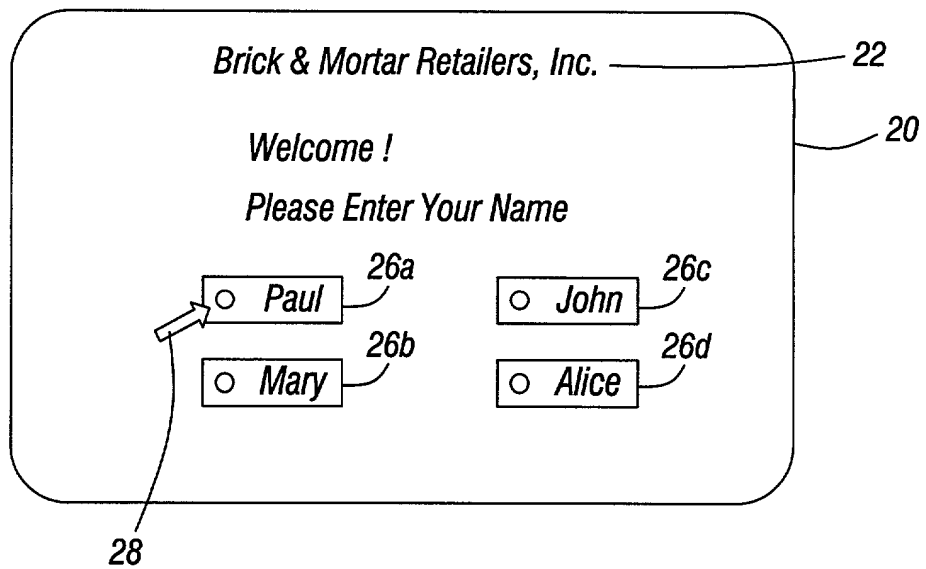 Brick & Mortar Retailers, Inc. 22
20
Welcome !
Please Enter Your Name
26a 26c
Paul John
26b 26d
Mary Alice
28